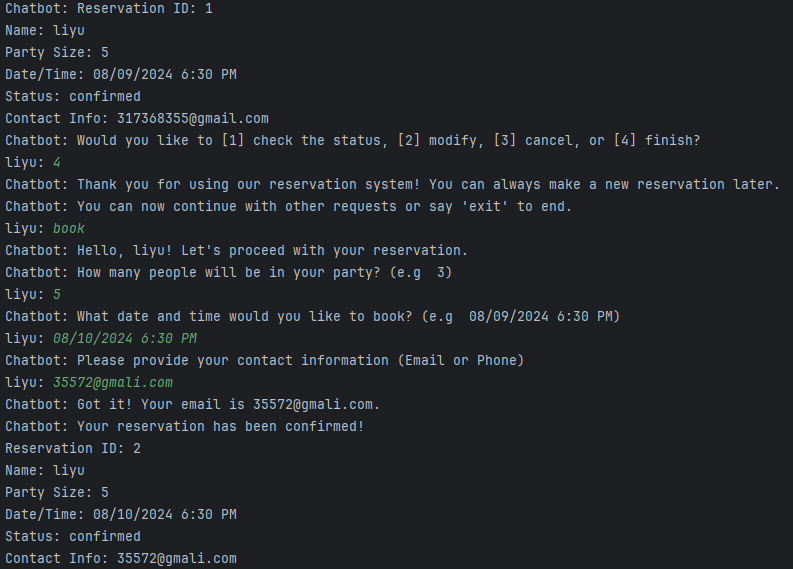 Chatbot: Reservation ID: 1
Name: liyu
Party Size: 5
Date/Time: 08/09/2024 6:30 PM
Status: confirmed
Contact Info: 317368355@gmail.com
Chatbot: Would you like to [1] check the status, [2] modify, [3] cancel, or [4] finish?
liyu: 4
Chatbot: Thank you for using our reservation system! You can always make a new reservation later.
Chatbot: You can now continue with other requests or say 'exit' to end.
liyu: book
Chatbot: Hello, liyu! Let's proceed with your reservation.
Chatbot: How many people will be in your party? (e.g  3)
liyu: 5
Chatbot: What date and time would you like to book? (e.g  08/09/2024 6:30 PM)
liyu: 08/10/2024 6:30 PM
Chatbot: Please provide your contact information (Email or Phone)
liyu: 35572@gmali.com
Chatbot: Got it! Your email is 35572@gmali.com.
Chatbot: Your reservation has been confirmed!
Reservation ID: 2
Name: liyu
Party Size: 5
Date/Time: 08/10/2024 6:30 PM
Status: confirmed
Contact Info: 35572@gmali.com